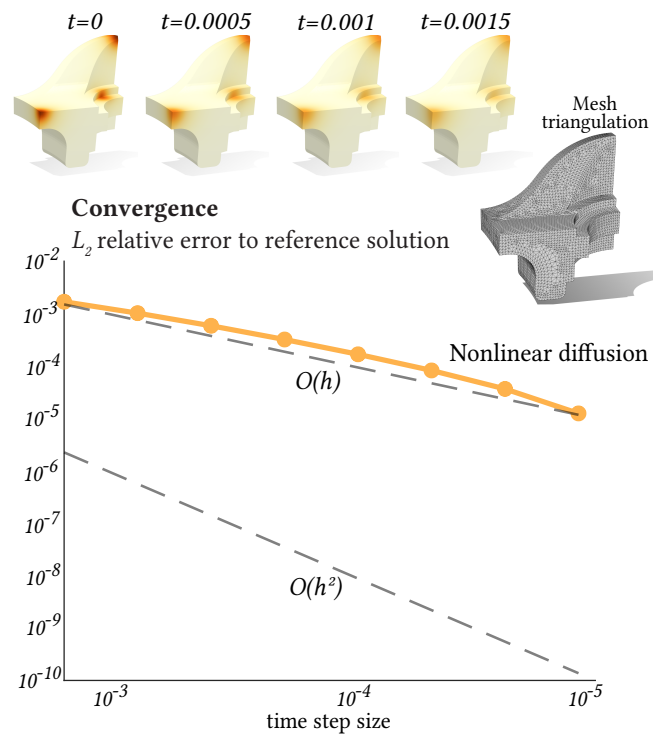 t=0 t=0.0005 t=0.001 t=0.0015
Mesh
triangulation
Convergence
L₂ relative error to reference solution
10⁻²
10⁻³
10⁻⁴
10⁻⁵
10⁻⁶
10⁻⁷
10⁻⁸
10⁻⁹
10⁻¹⁰
Nonlinear diffusion
O(h)
O(h²)
10⁻³ 10⁻⁴ 10⁻⁵
time step size